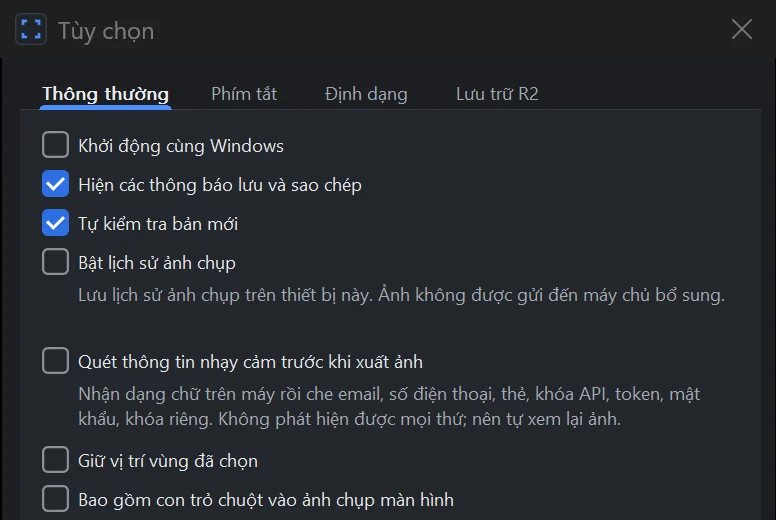 Tùy chọn
Thông thường
Phím tắt
Định dạng
Lưu trữ R2
Khởi động cùng Windows
Hiện các thông báo lưu và sao chép
Tự kiểm tra bản mới
Bật lịch sử ảnh chụp
Lưu lịch sử ảnh chụp trên thiết bị này. Ảnh không được gửi đến máy chủ bổ sung.
Quét thông tin nhạy cảm trước khi xuất ảnh
Nhận dạng chữ trên máy rồi che email, số điện thoại, thẻ, khóa API, token, mật
khẩu, khóa riêng. Không phát hiện được mọi thứ; nên tự xem lại ảnh.
Giữ vị trí vùng đã chọn
Bao gồm con trỏ chuột vào ảnh chụp màn hình